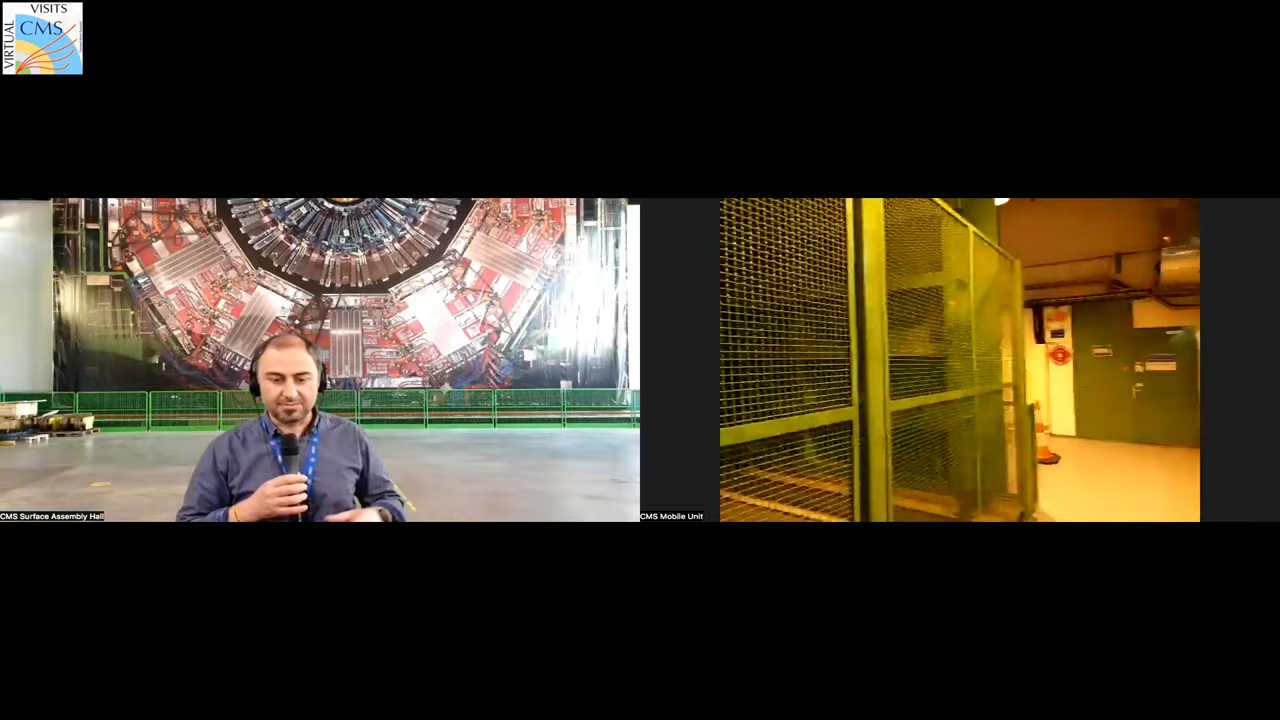 VISITS
CMS
VIRTUAL
CMS Surface Assembly Hall
CMS Mobile Unit